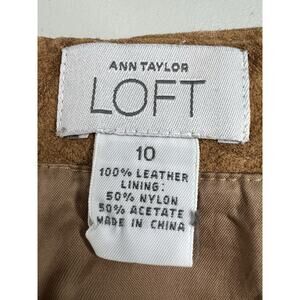 ANN TAYLOR
LOFT
10
100% LEATHER
LINING:
50% NYLON
50% ACETATE
MADE IN CHINA